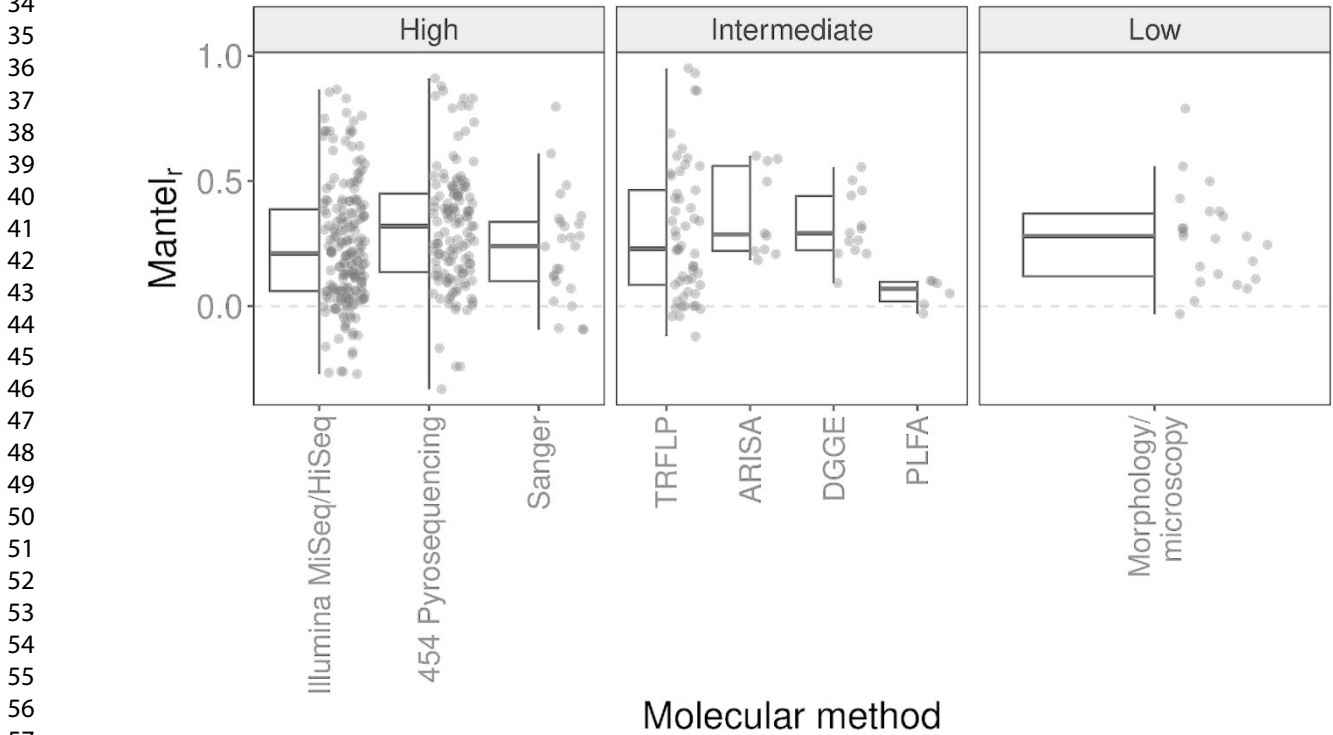 34
35
36
37
38
39
40
41
42
43
44
45
46
47
48
49
50
51
52
53
54
55
56
57
High
Intermediate
Low
Mantelᵣ
1.0
0.5
0.0
Illumina MiSeq/HiSeq
454 Pyrosequencing
Sanger
TRFLP
ARISA
DGGE
PLFA
Morphology/
microscopy
Molecular method